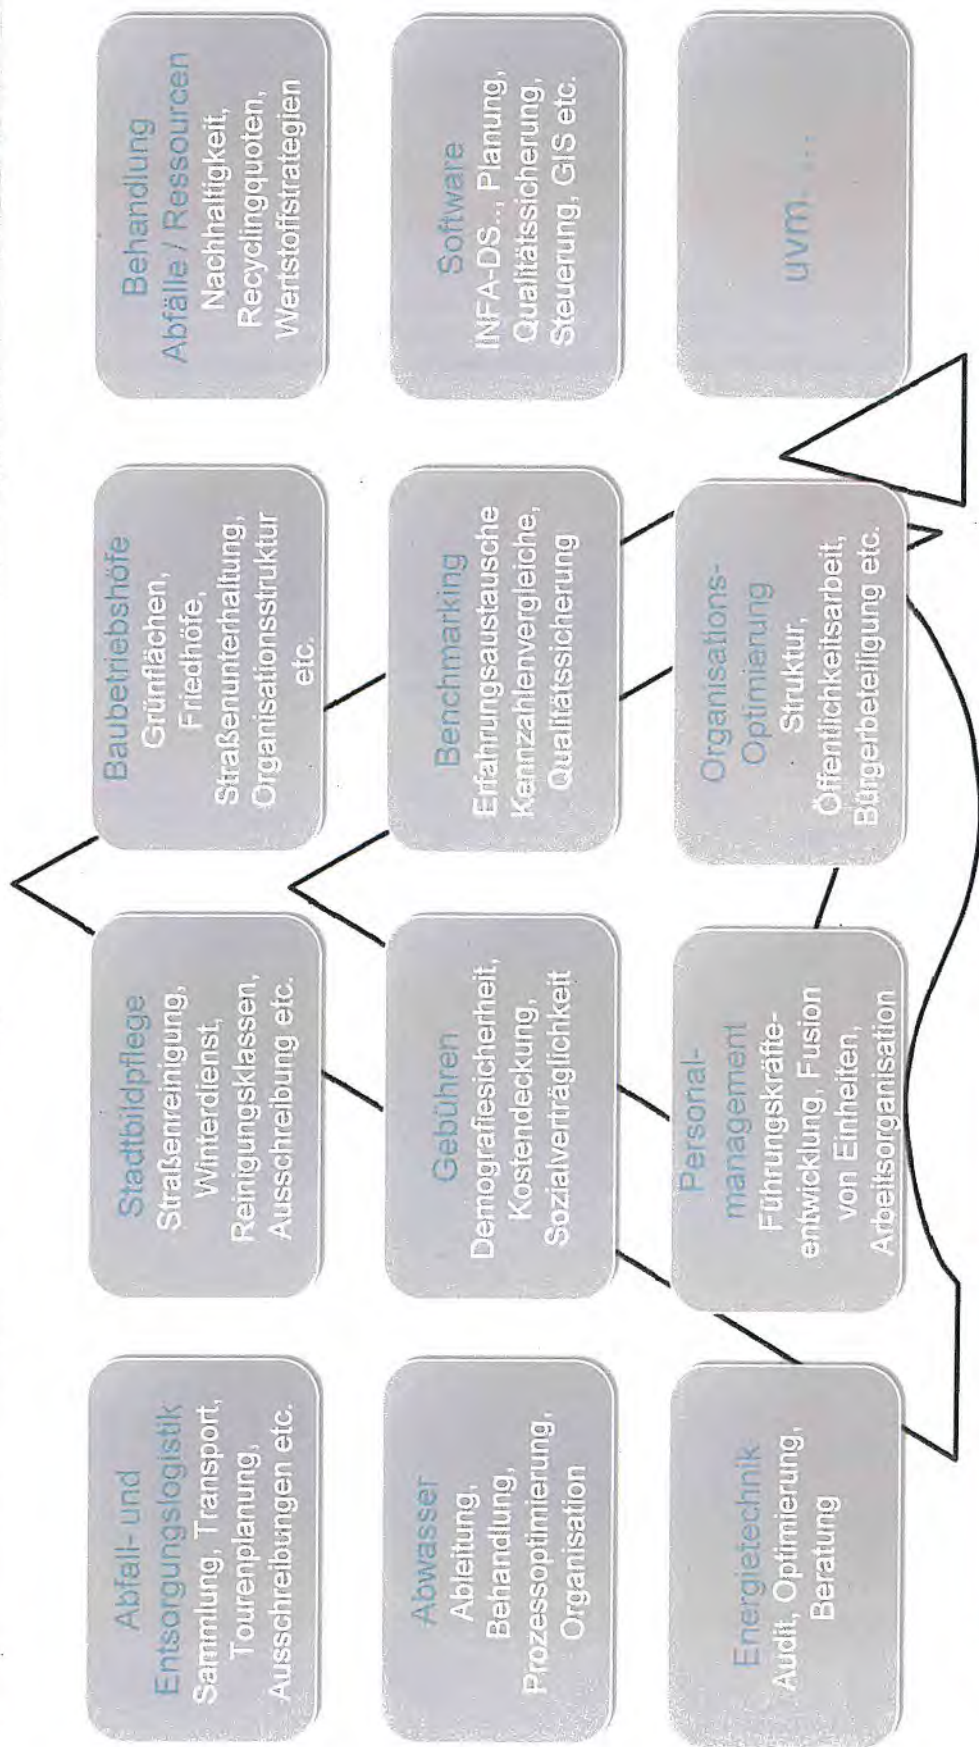 Abfall- und
Entsorgungslogistik
Sammlung, Transport,
Tourenplanung,
Ausschreibungen etc.
Stadtbildpflege
Straßenreinigung,
Winterdienst,
Reinigungsklassen,
Ausschreibung etc.
Baubetriebshöfe
Grünflächen,
Friedhöfe,
Straßenunterhaltung,
Organisationsstruktur
etc.
Behandlung
Abfälle / Ressourcen
Nachhaltigkeit,
Recyclingquoten,
Wertstoffstrategien
Abwasser
Ableitung,
Behandlung,
Prozessoptimierung,
Organisation
Gebühren
Demografiesicherheit,
Kostendeckung,
Sozialverträglichkeit
Benchmarking
Erfahrungsaustausche
Kennzahlenvergleiche,
Qualitätssicherung
Software
INFA-DS.., Planung,
Qualitätssicherung,
Steuerung, GIS etc.
Energietechnik
Audit, Optimierung,
Beratung
Personal-
management
Führungskräfte-
entwicklung, Fusion
von Einheiten,
Arbeitsorganisation
Organisations-
Optimierung
Struktur,
Öffentlichkeitsarbeit,
Bürgerbeteiligung etc.
uvm. ...